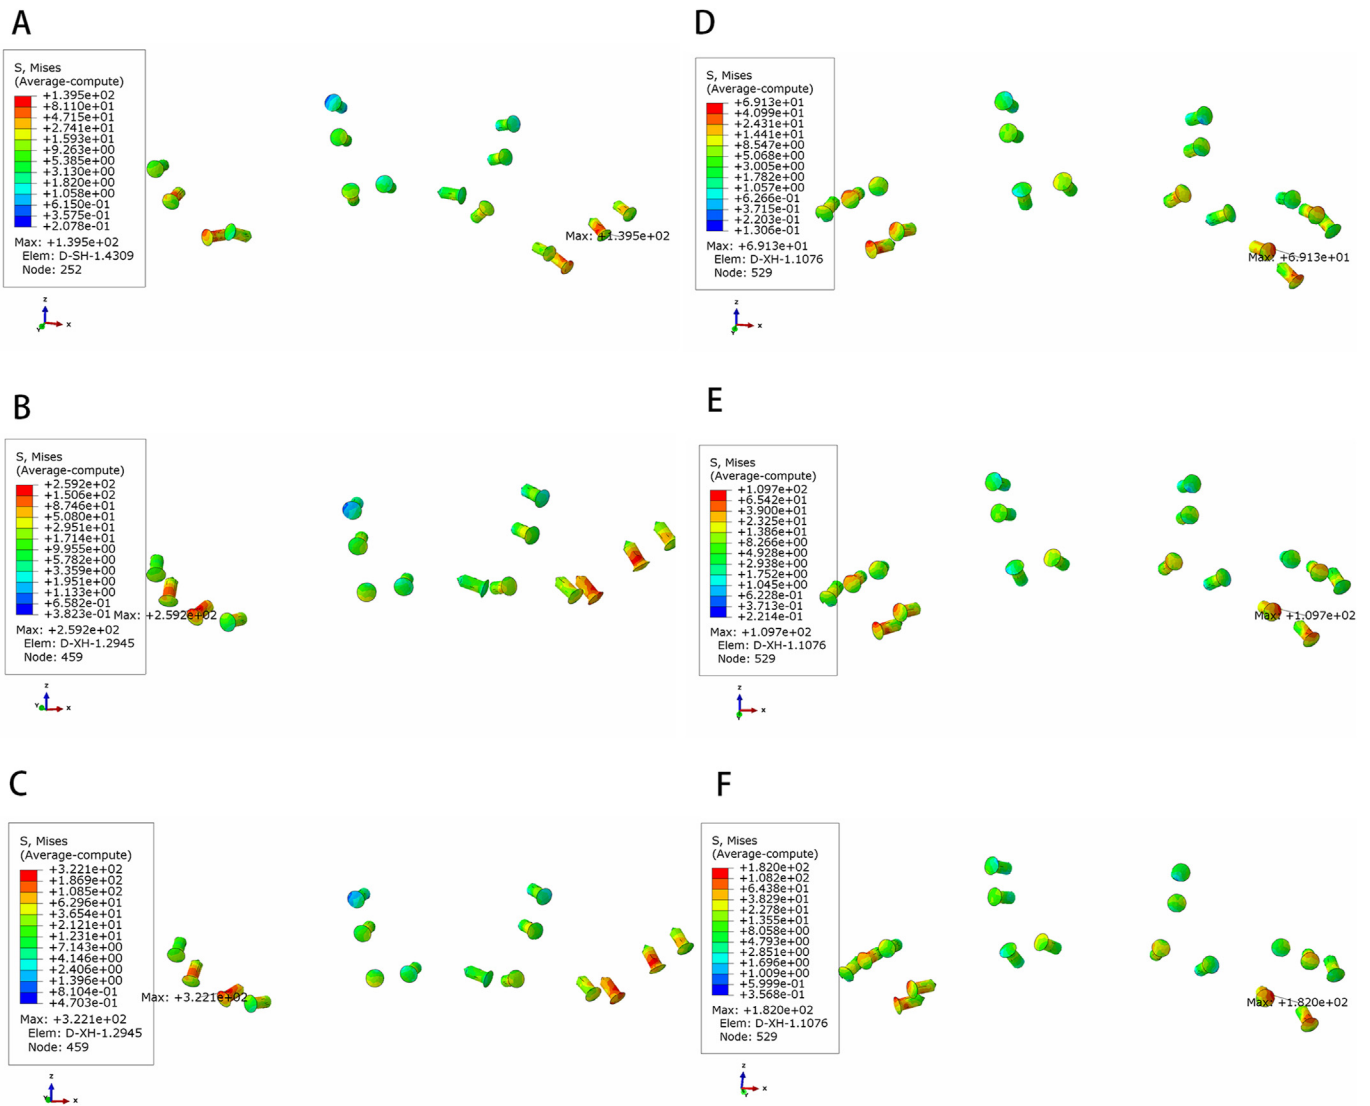 A
S, Mises
(Average-compute)
+1.395e+02
+8.110e+01
+4.715e+01
+2.741e+01
+1.593e+01
+9.263e+00
+5.385e+00
+3.130e+00
+1.820e+00
+1.058e+00
+6.150e-01
+3.575e-01
+2.078e-01
Max: +1.395e+02
Elem: D-SH-1.4309
Node: 252
Max: +1.395e+02
Z
Y
X
B
S, Mises
(Average-compute)
+2.592e+02
+1.506e+02
+8.746e+01
+5.080e+01
+2.951e+01
+1.714e+01
+9.955e+00
+5.782e+00
+3.359e+00
+1.951e+00
+1.133e+00
+6.582e-01
+3.823e-01
Max: +2.592e+02
Elem: D-XH-1.2945
Node: 459
Max: +2.592e+02
Z
Y
X
C
S, Mises
(Average-compute)
+3.221e+02
+1.869e+02
+1.085e+02
+6.296e+01
+3.654e+01
+2.121e+01
+1.231e+01
+7.143e+00
+4.146e+00
+2.406e+00
+1.396e+00
+8.104e-01
+4.703e-01
Max: +3.221e+02
Elem: D-XH-1.2945
Node: 459
Max: +3.221e+02
Z
Y
X
D
S, Mises
(Average-compute)
+6.913e+01
+4.099e+01
+2.431e+01
+1.441e+01
+8.547e+00
+5.068e+00
+3.005e+00
+1.782e+00
+1.057e+00
+6.266e-01
+3.715e-01
+2.203e-01
+1.306e-01
Max: +6.913e+01
Elem: D-XH-1.1076
Node: 529
Max: +6.913e+01
Z
Y
X
E
S, Mises
(Average-compute)
+1.097e+02
+6.542e+01
+3.900e+01
+2.325e+01
+1.386e+01
+8.266e+00
+4.928e+00
+2.938e+00
+1.752e+00
+1.045e+00
+6.228e-01
+3.713e-01
+2.214e-01
Max: +1.097e+02
Elem: D-XH-1.1076
Node: 529
Max: +1.097e+02
Z
Y
X
F
S, Mises
(Average-compute)
+1.820e+02
+1.082e+02
+6.438e+01
+3.829e+01
+2.278e+01
+1.355e+01
+8.058e+00
+4.793e+00
+2.851e+00
+1.696e+00
+1.009e+00
+5.999e-01
+3.568e-01
Max: +1.820e+02
Elem: D-XH-1.1076
Node: 529
Max: +1.820e+02
Z
Y
X